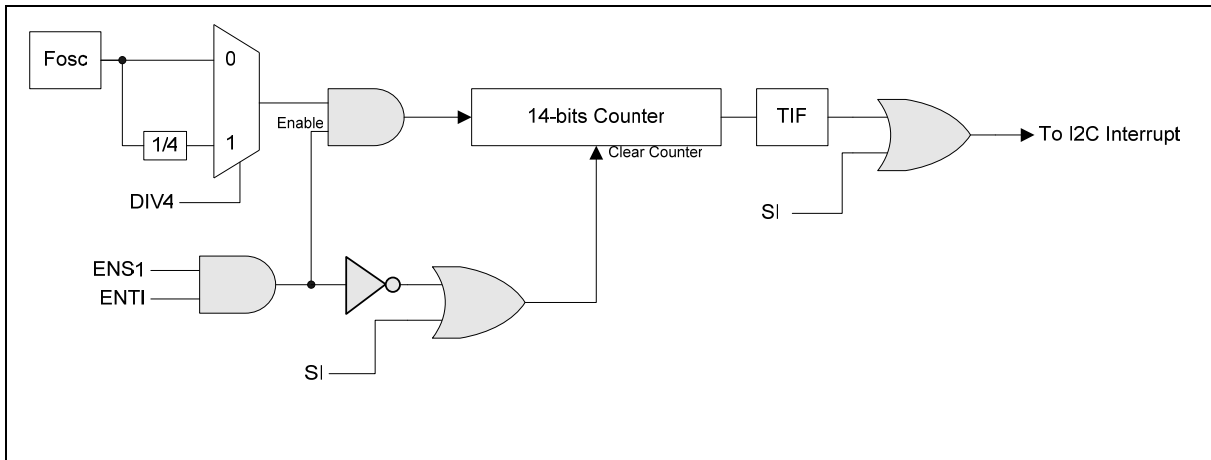 Fosc
0
1/4
1
DIV4
Enable
14-bits Counter
Clear Counter
TIF
SI
To I2C Interrupt
ENS1
ENTI
SI